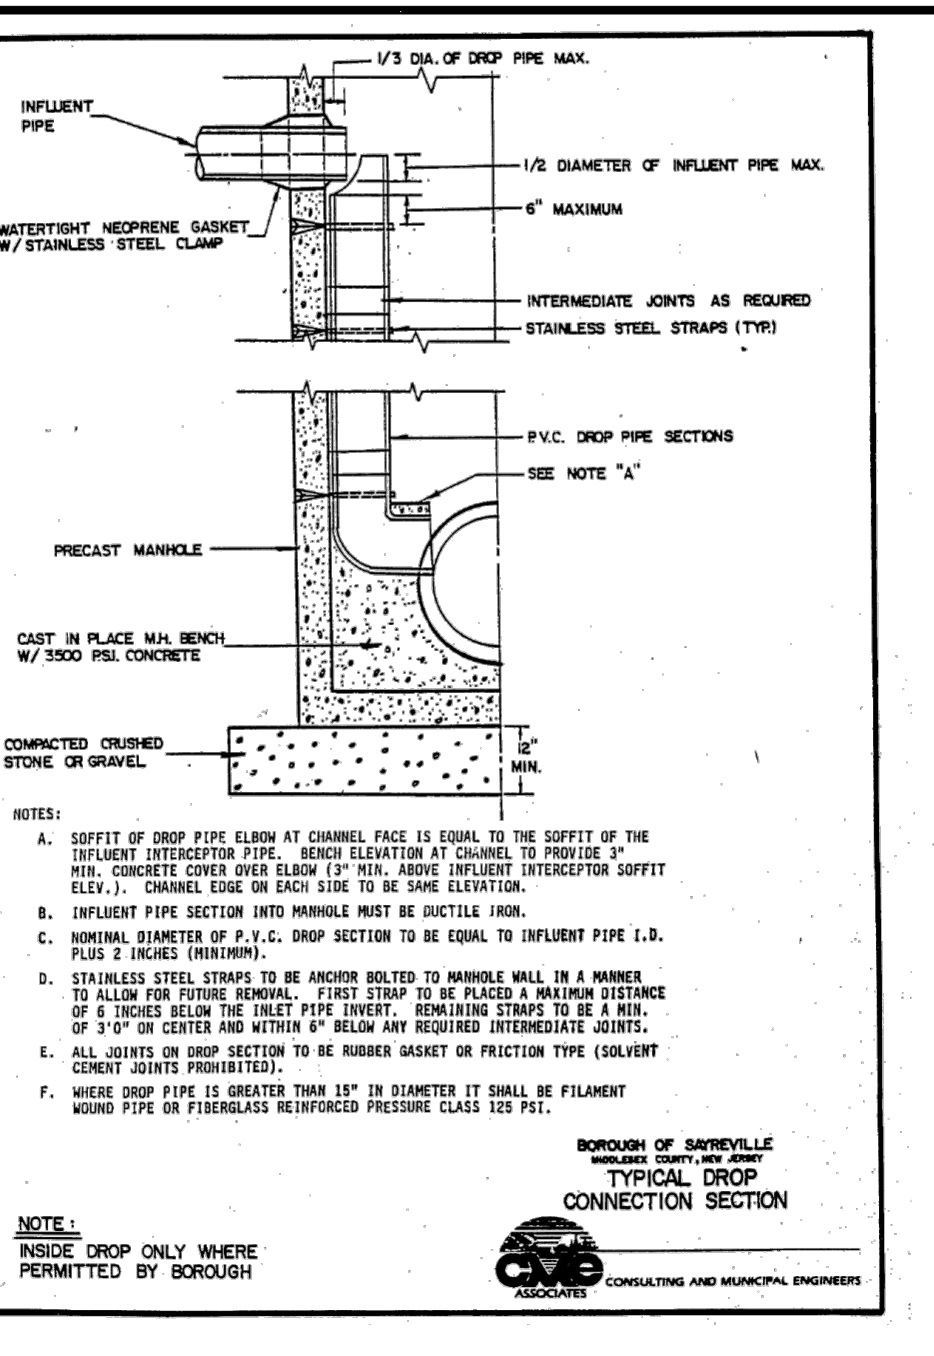 1/3 DIA. OF DROP PIPE MAX.
INFLUENT
PIPE
1/2 DIAMETER OF INFLUENT PIPE MAX.
6" MAXIMUM
WATERTIGHT NEOPRENE GASKET
W/ STAINLESS STEEL CLAMP
INTERMEDIATE JOINTS AS REQUIRED
STAINLESS STEEL STRAPS (TYP.)
P.V.C. DROP PIPE SECTIONS
SEE NOTE "A"
PRECAST MANHOLE
CAST IN PLACE M.H. BENCH
W/ 3500 P.S.I. CONCRETE
COMPACTED CRUSHED
STONE OR GRAVEL
12"
MIN.
NOTES:
A. SOFFIT OF DROP PIPE ELBOW AT CHANNEL FACE IS EQUAL TO THE SOFFIT OF THE
INFLUENT INTERCEPTOR PIPE. BENCH ELEVATION AT CHANNEL TO PROVIDE 3"
MIN. CONCRETE COVER OVER ELBOW (3" MIN. ABOVE INFLUENT INTERCEPTOR SOFFIT
ELEV.). CHANNEL EDGE ON EACH SIDE TO BE SAME ELEVATION.
B. INFLUENT PIPE SECTION INTO MANHOLE MUST BE DUCTILE IRON.
C. NOMINAL DIAMETER OF P.V.C. DROP SECTION TO BE EQUAL TO INFLUENT PIPE I.D.
PLUS 2 INCHES (MINIMUM).
D. STAINLESS STEEL STRAPS TO BE ANCHOR BOLTED TO MANHOLE WALL IN A MANNER
TO ALLOW FOR FUTURE REMOVAL. FIRST STRAP TO BE PLACED A MAXIMUM DISTANCE
OF 6 INCHES BELOW THE INLET PIPE INVERT. REMAINING STRAPS TO BE A MIN.
OF 3'0" ON CENTER AND WITHIN 6" BELOW ANY REQUIRED INTERMEDIATE JOINTS.
E. ALL JOINTS ON DROP SECTION TO BE RUBBER GASKET OR FRICTION TYPE (SOLVENT
CEMENT JOINTS PROHIBITED).
F. WHERE DROP PIPE IS GREATER THAN 15" IN DIAMETER IT SHALL BE FILAMENT
WOUND PIPE OR FIBERGLASS REINFORCED PRESSURE CLASS 125 PSI.
BOROUGH OF SAYREVILLE
MIDDLESEX COUNTY, NEW JERSEY
TYPICAL DROP
CONNECTION SECTION
NOTE:
INSIDE DROP ONLY WHERE
PERMITTED BY BOROUGH
CME
ASSOCIATES
CONSULTING AND MUNICIPAL ENGINEERS